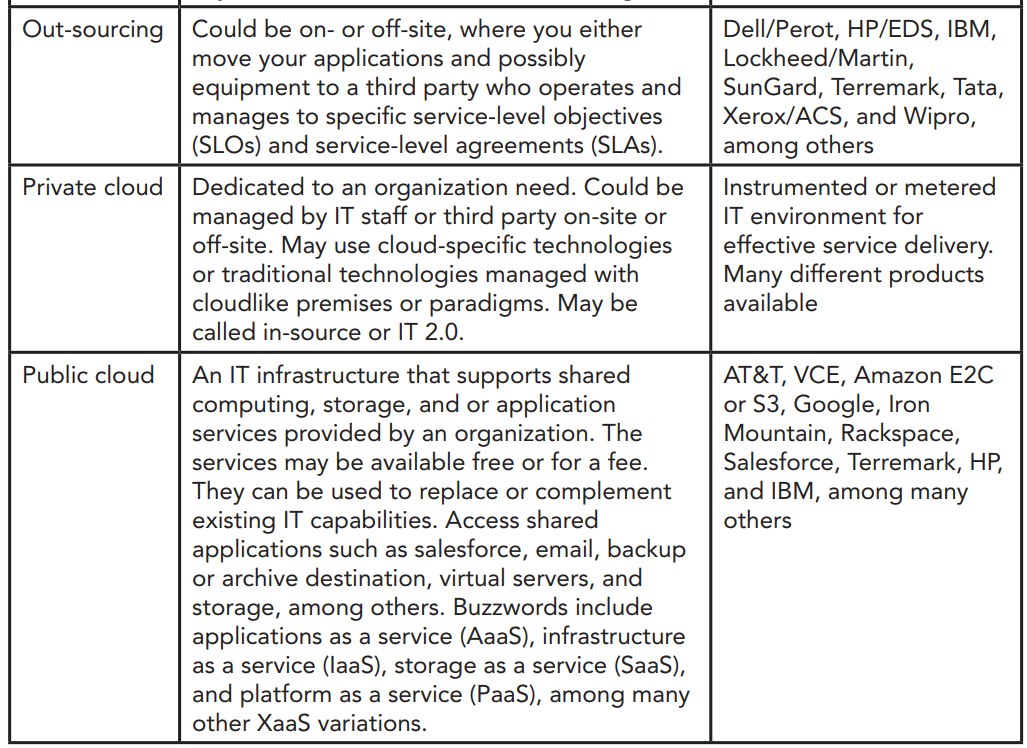 Out-sourcing
Could be on- or off-site, where you either
move your applications and possibly
equipment to a third party who operates and
manages to specific service-level objectives
(SLOs) and service-level agreements (SLAs).
Dell/Perot, HP/EDS, IBM,
Lockheed/Martin,
SunGard, Terremark, Tata,
Xerox/ACS, and Wipro,
among others
Private cloud
Dedicated to an organization need. Could be
managed by IT staff or third party on-site or
off-site. May use cloud-specific technologies
or traditional technologies managed with
cloudlike premises or paradigms. May be
called in-source or IT 2.0.
Instrumented or metered
IT environment for
effective service delivery.
Many different products
available
Public cloud
An IT infrastructure that supports shared
computing, storage, and or application
services provided by an organization. The
services may be available free or for a fee.
They can be used to replace or complement
existing IT capabilities. Access shared
applications such as salesforce, email, backup
or archive destination, virtual servers, and
storage, among others. Buzzwords include
applications as a service (AaaS), infrastructure
as a service (IaaS), storage as a service (SaaS),
and platform as a service (PaaS), among many
other XaaS variations.
AT&T, VCE, Amazon E2C
or S3, Google, Iron
Mountain, Rackspace,
Salesforce, Terremark, HP,
and IBM, among many
others